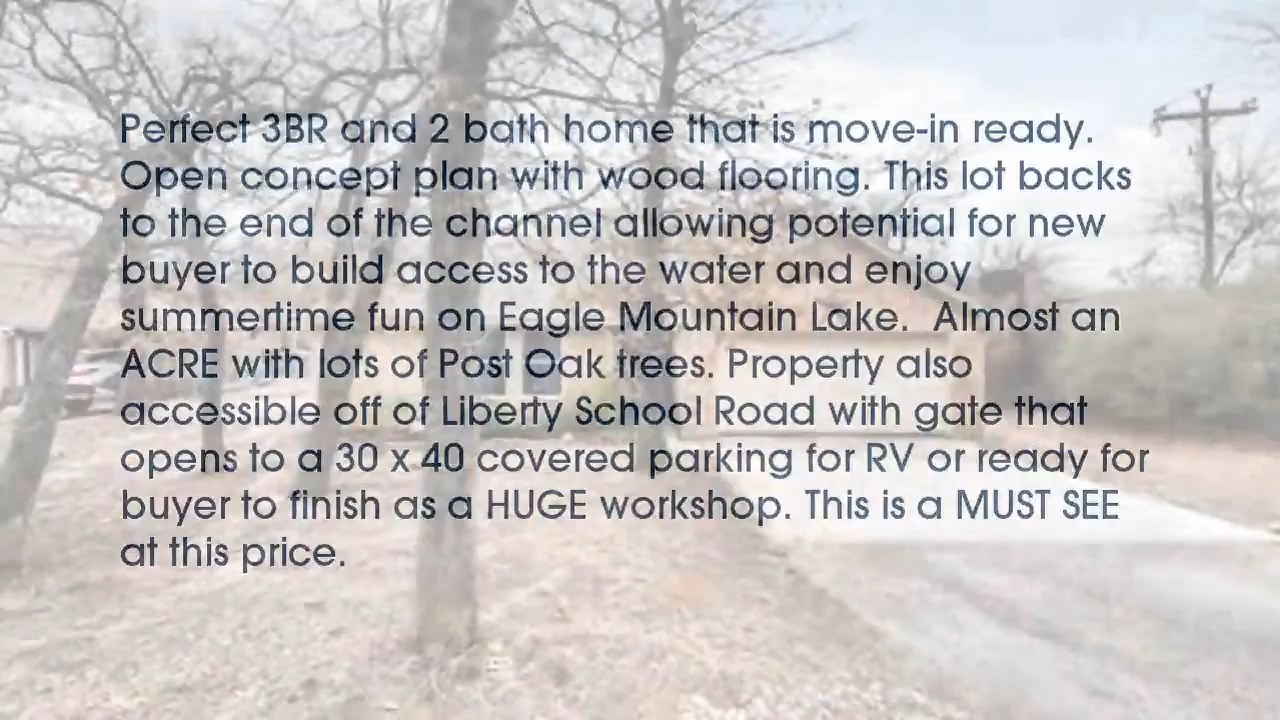 Perfect 3BR and 2 bath home that is move-in ready.
Open concept plan with wood flooring. This lot backs
to the end of the channel allowing potential for new
buyer to build access to the water and enjoy
summertime fun on Eagle Mountain Lake.  Almost an
ACRE with lots of Post Oak trees. Property also
accessible off of Liberty School Road with gate that
opens to a 30 x 40 covered parking for RV or ready for
buyer to finish as a HUGE workshop. This is a MUST SEE
at this price.